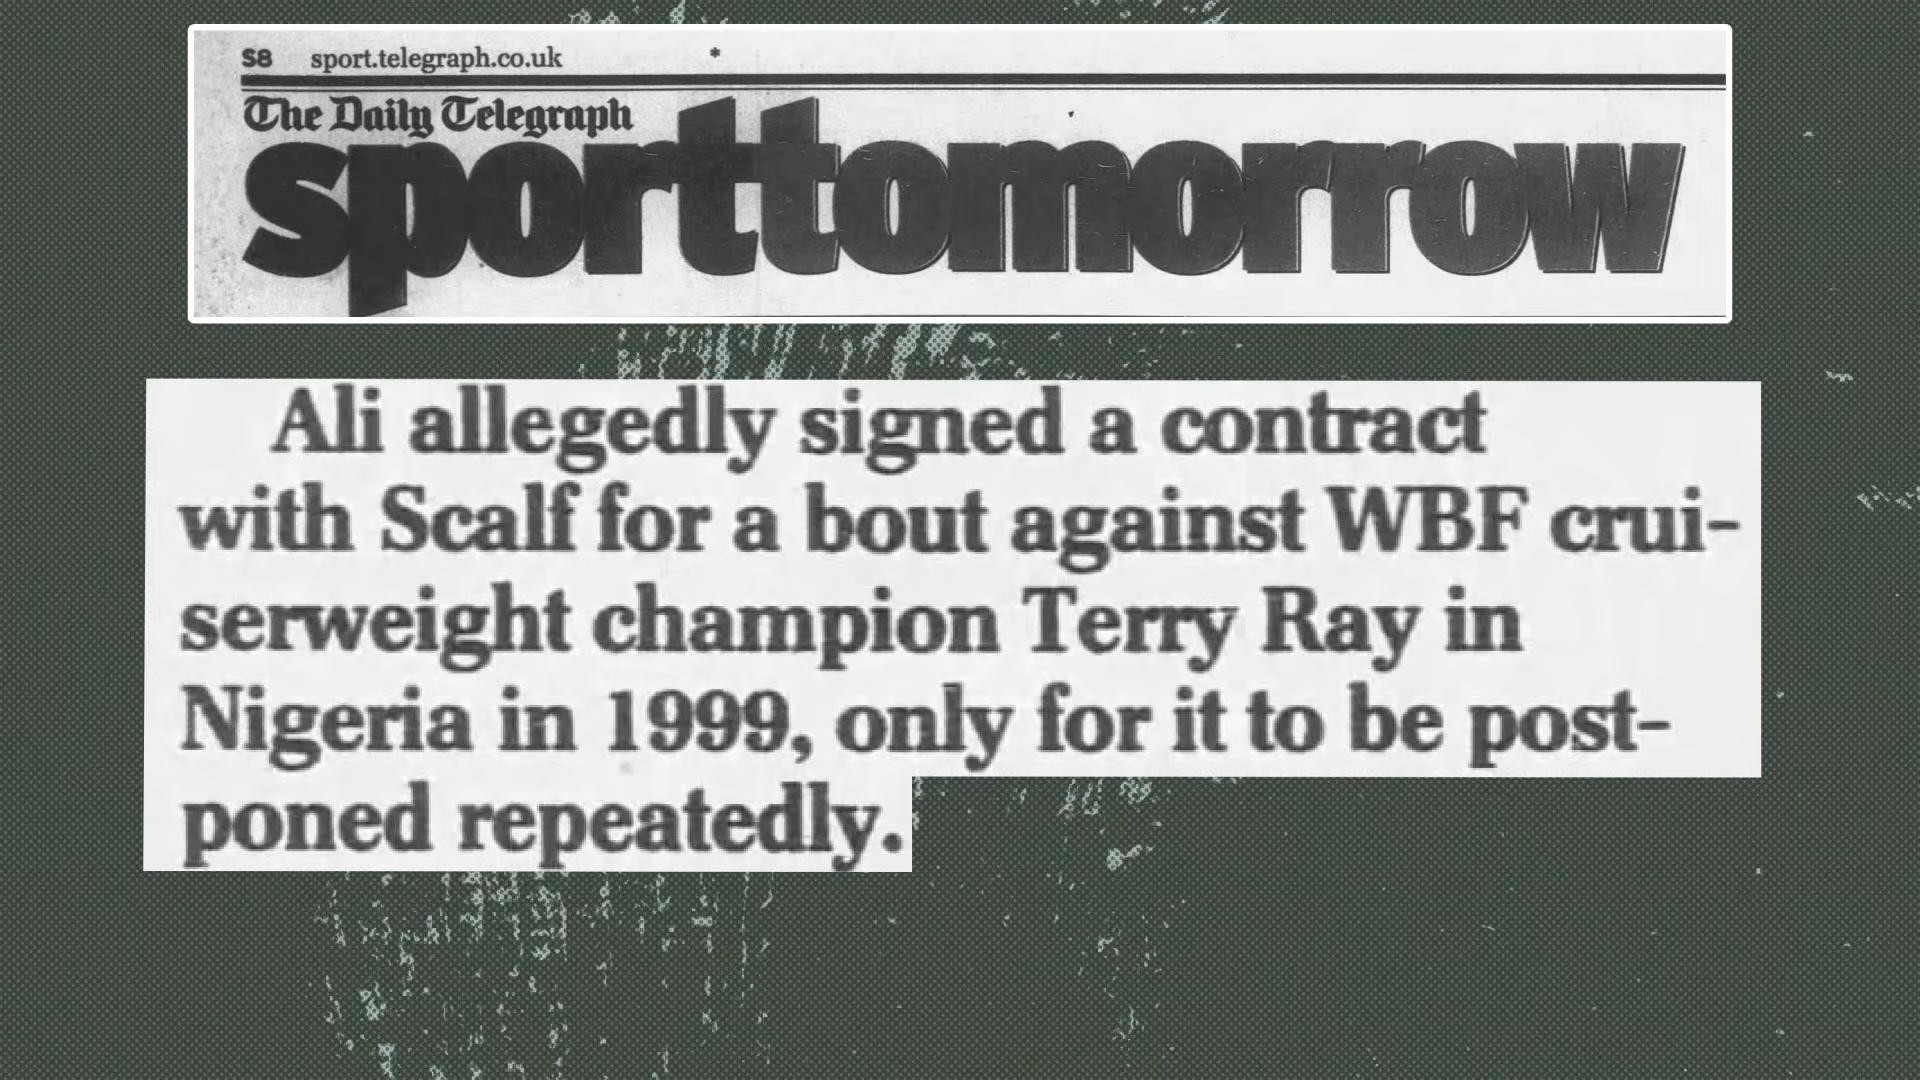 S8 sport.telegraph.co.uk
The Daily Telegraph
sporttomorrow
Ali allegedly signed a contract
with Scalf for a bout against WBF crui-
serweight champion Terry Ray in
Nigeria in 1999, only for it to be post-
poned repeatedly.